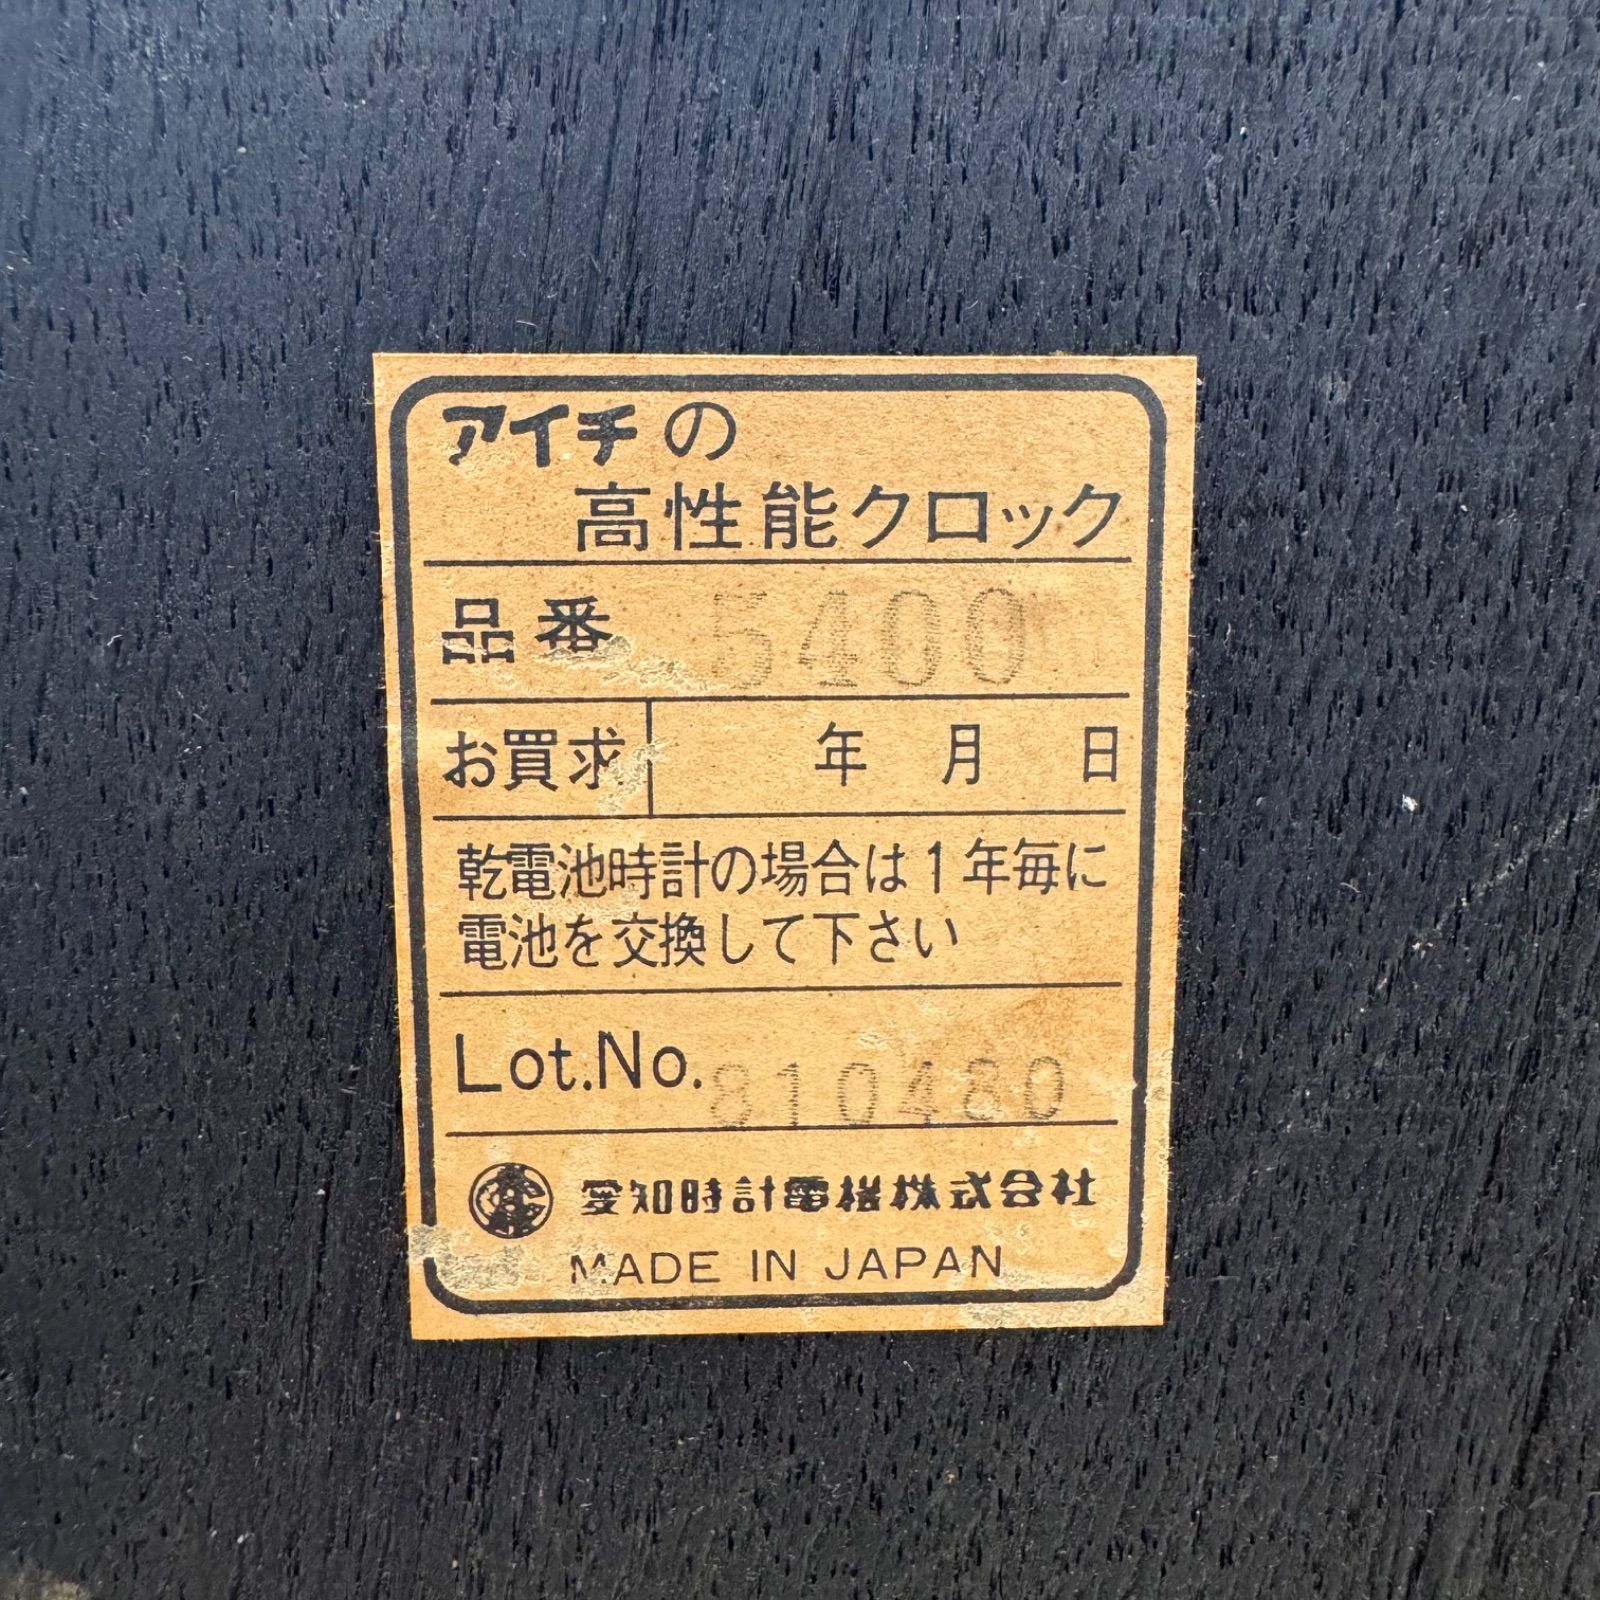 アイチの
高性能クロック
品番 5400
お買求 年 月 日
乾電池時計の場合は1年毎に
電池を交換して下さい
Lot.No. 810480
愛知時計電機株式会社
MADE IN JAPAN